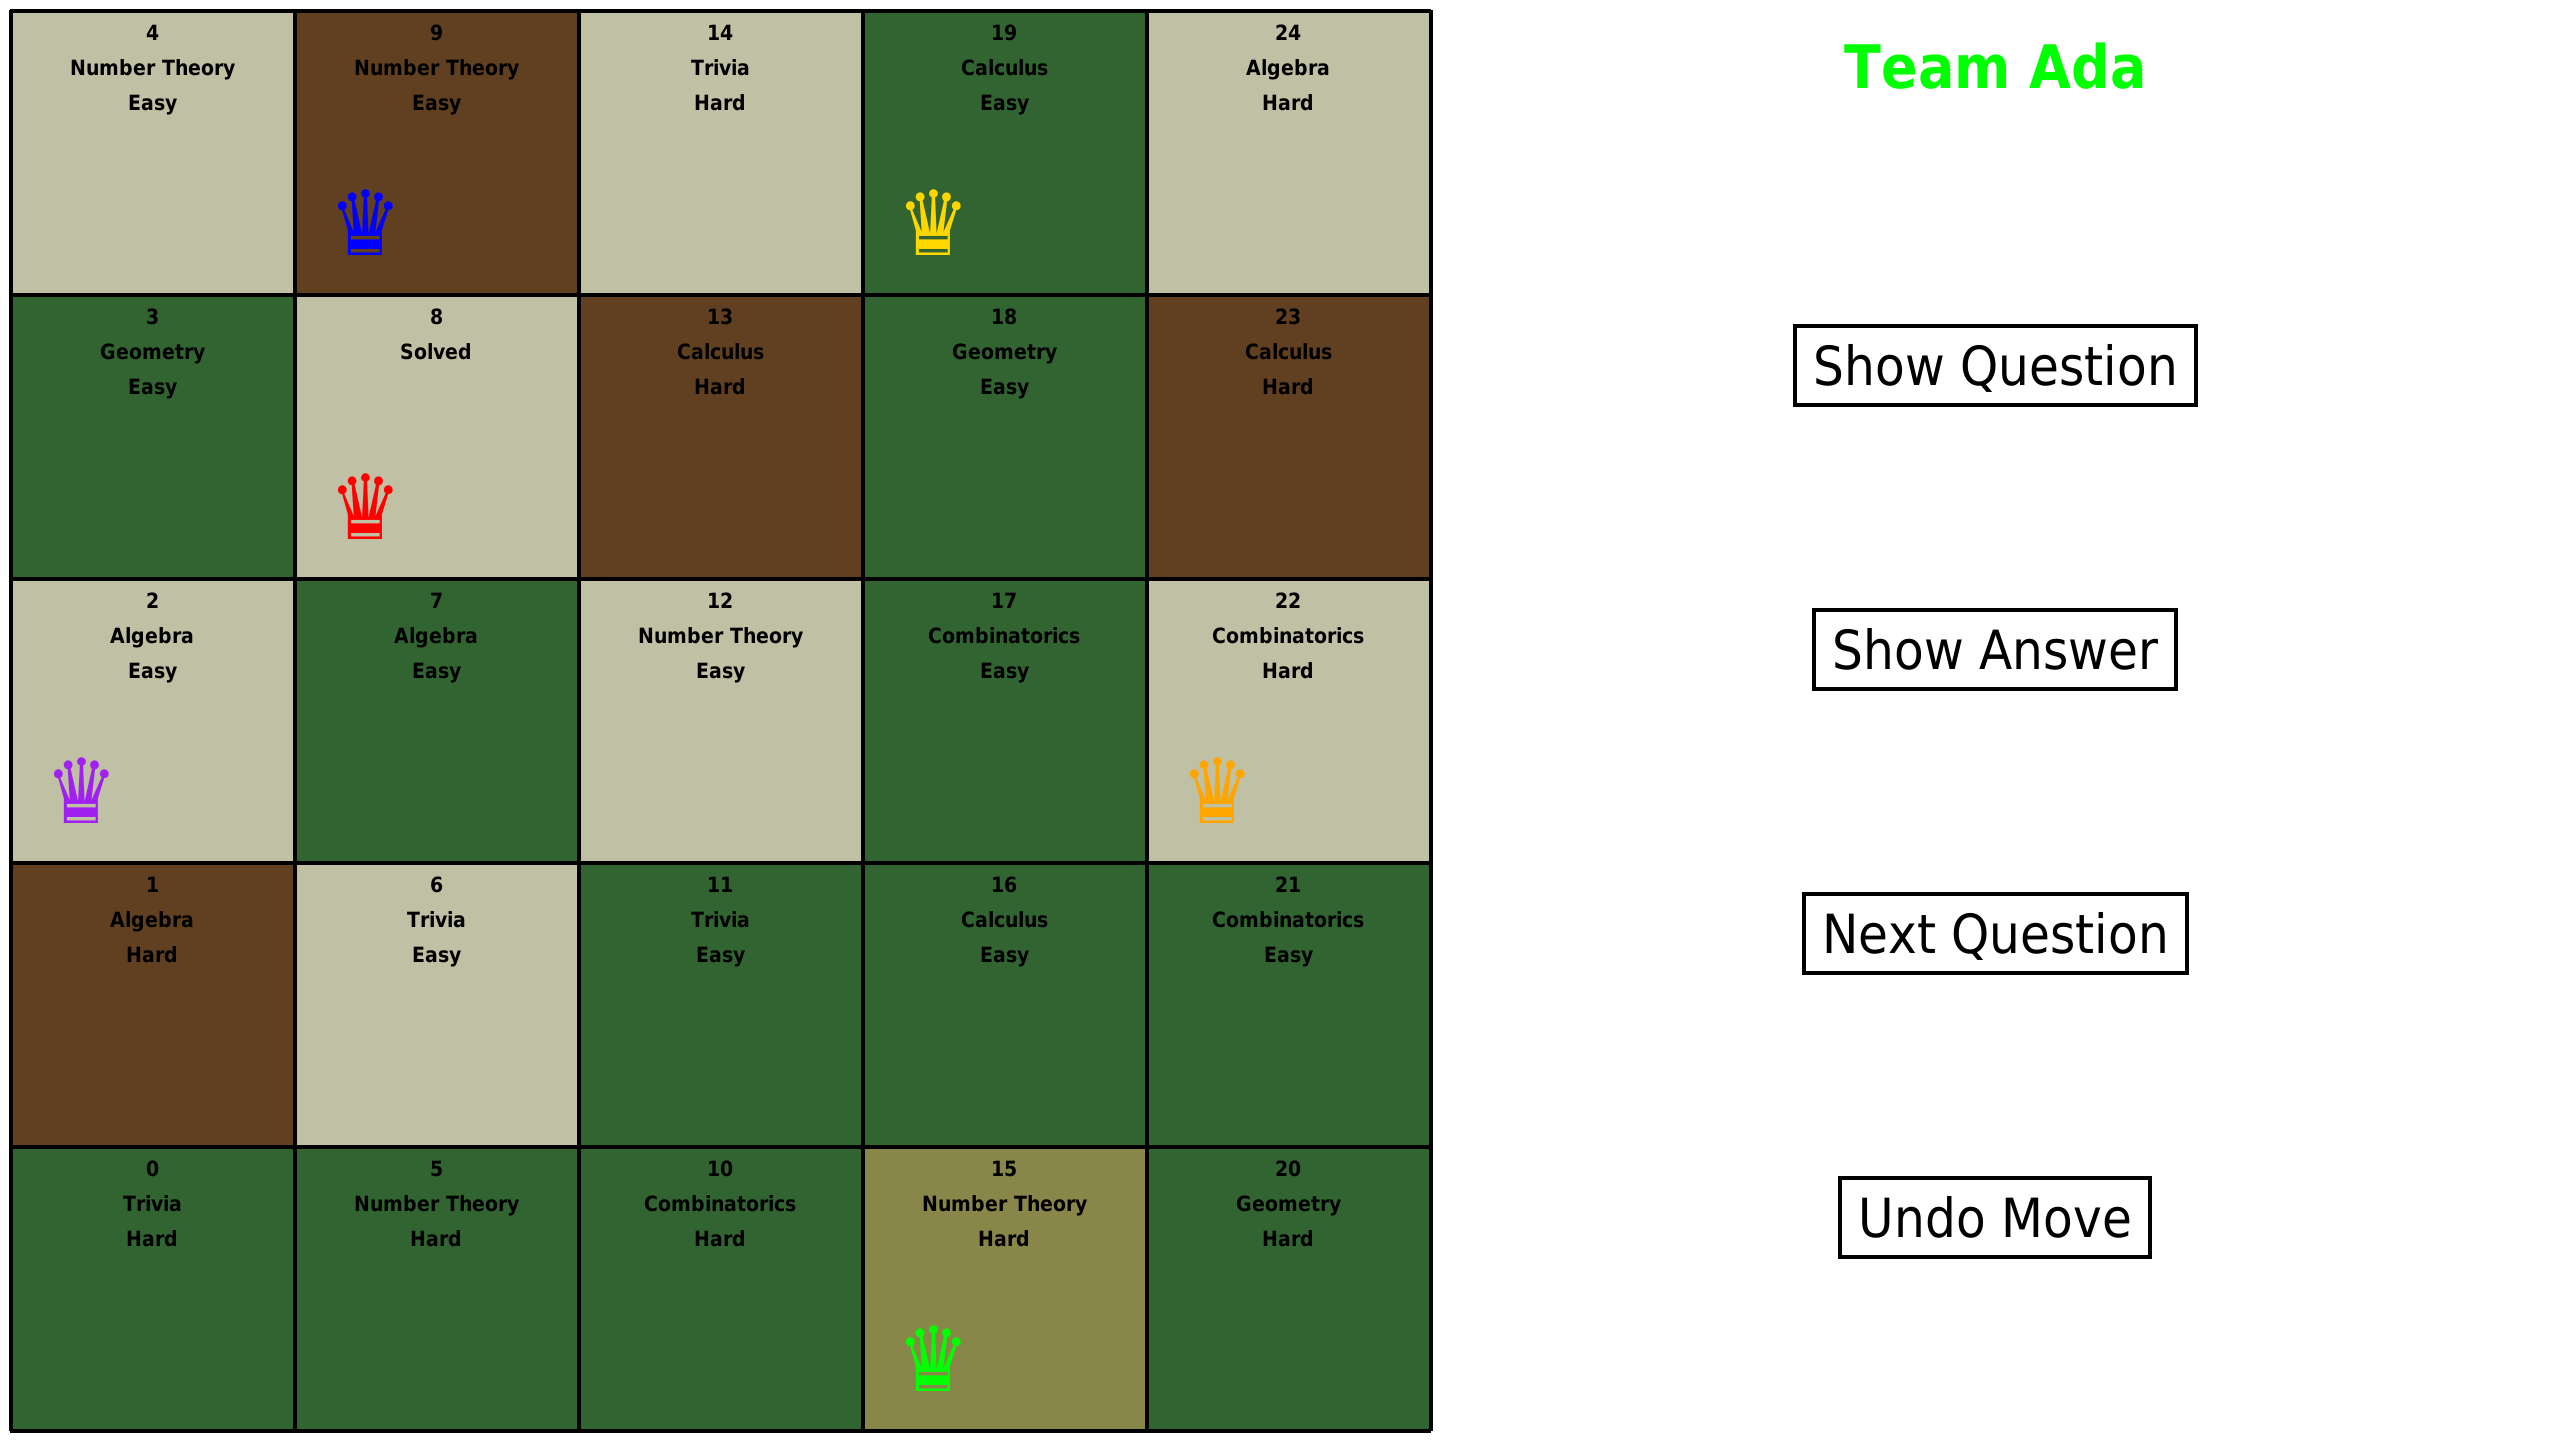 4
Number Theory
Easy
9
Number Theory
Easy
14
Trivia
Hard
19
Calculus
Easy
24
Algebra
Hard
Team Ada
3
Geometry
Easy
8
Solved
13
Calculus
Hard
18
Geometry
Easy
23
Calculus
Hard
Show Question
2
Algebra
Easy
7
Algebra
Easy
12
Number Theory
Easy
17
Combinatorics
Easy
22
Combinatorics
Hard
Show Answer
1
Algebra
Hard
6
Trivia
Easy
11
Trivia
Easy
16
Calculus
Easy
21
Combinatorics
Easy
Next Question
0
Trivia
Hard
5
Number Theory
Hard
10
Combinatorics
Hard
15
Number Theory
Hard
20
Geometry
Hard
Undo Move